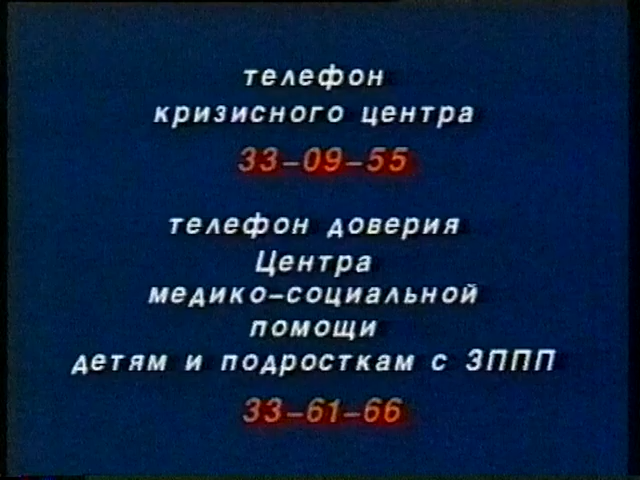 телефон
кризисного центра
33-09-55
телефон доверия
Центра
медико-социальной
помощи
детям и подросткам с ЗППП
33-61-66